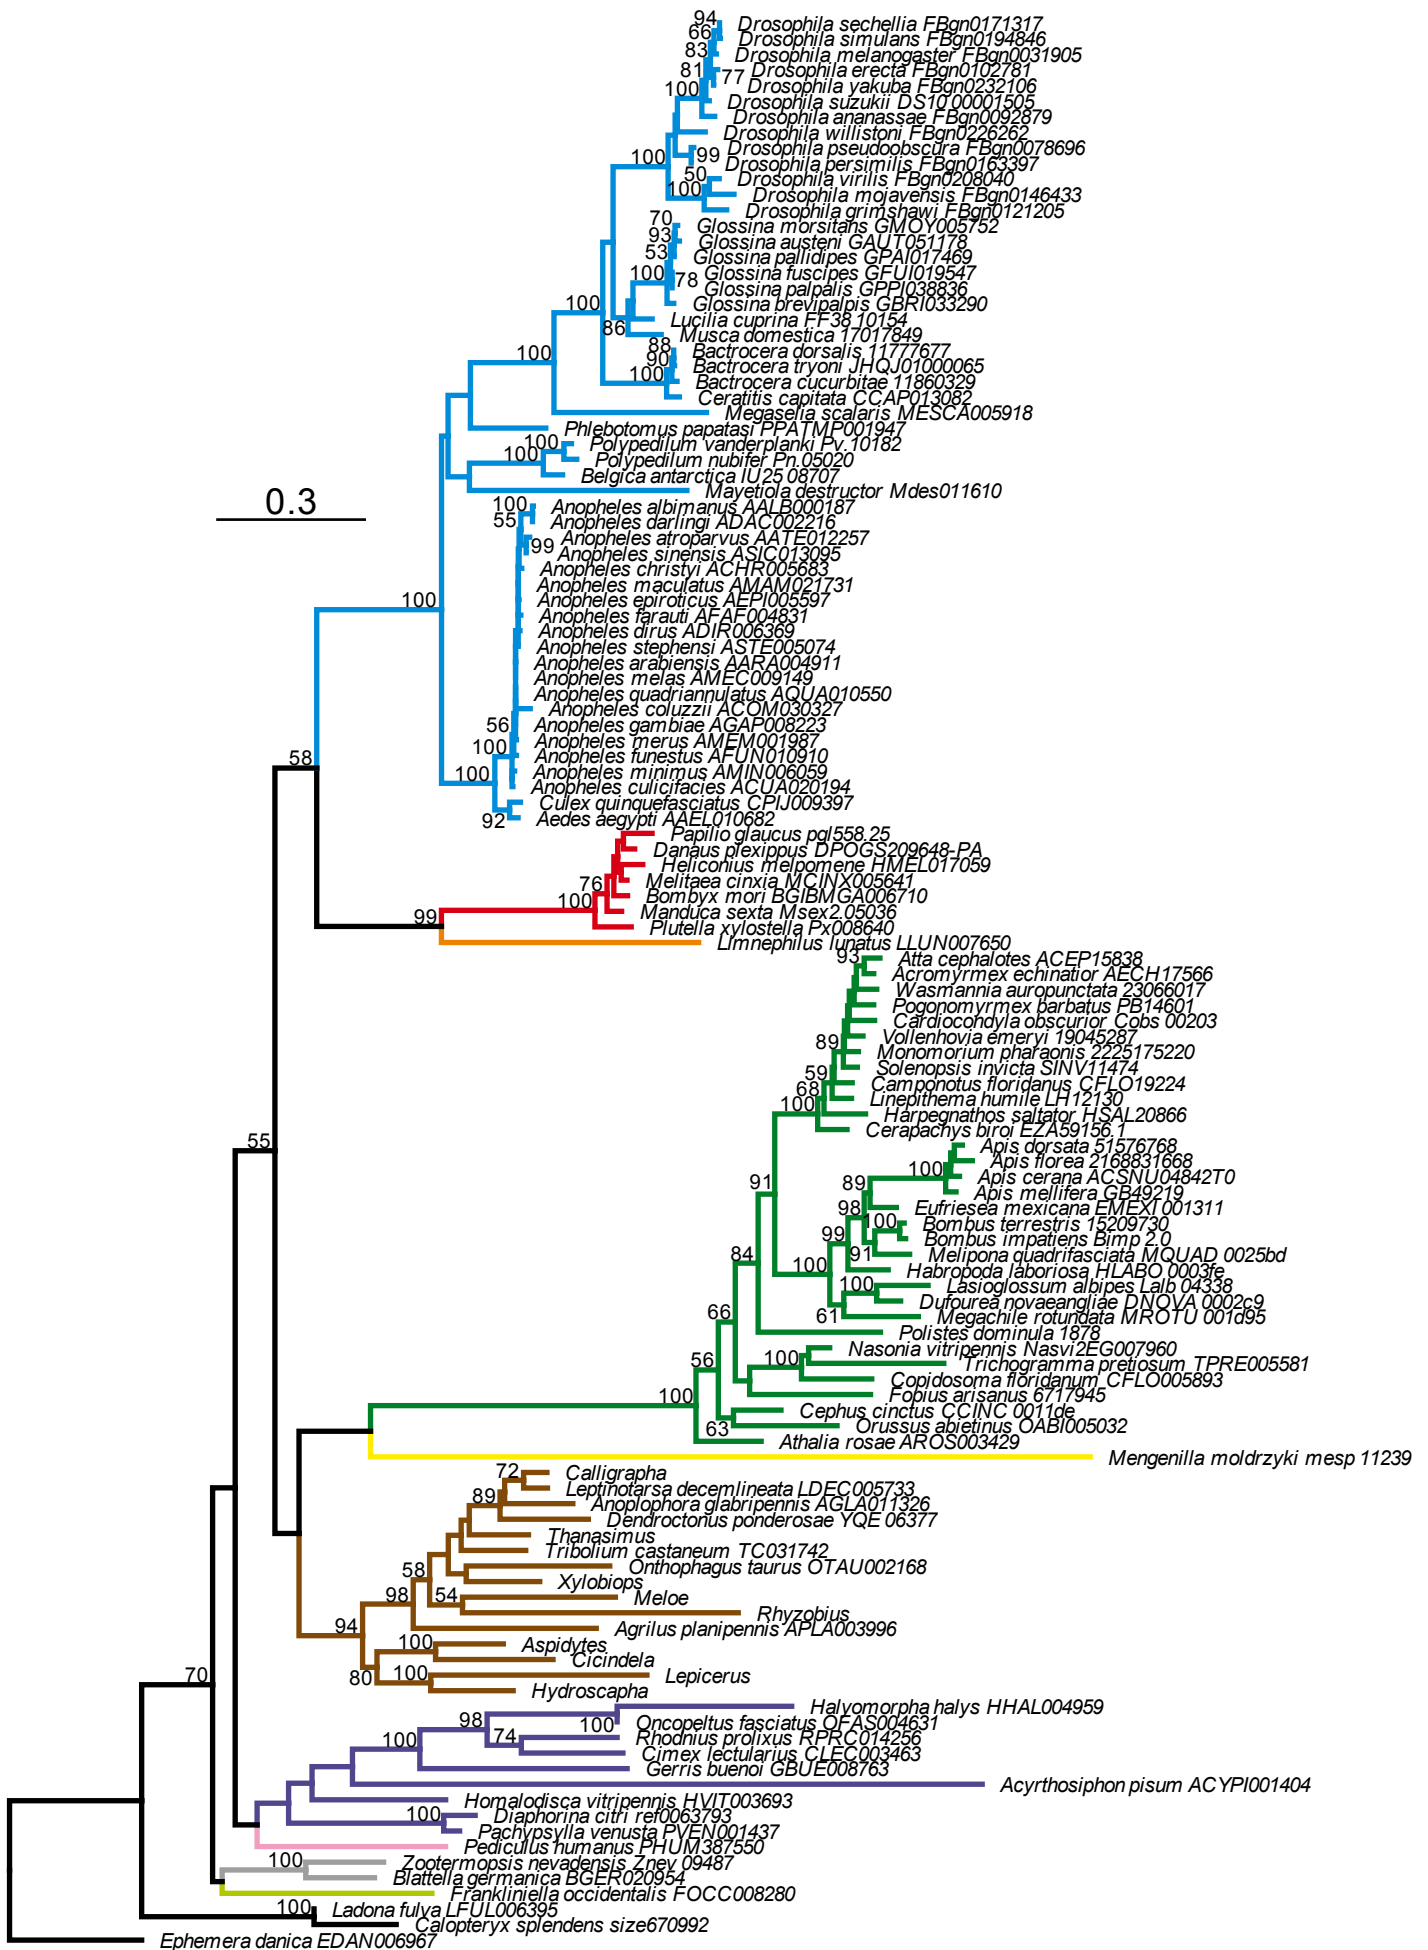 94
Drosophila sechellia FBgn0171317
66
Drosophila simulans FBgn0194846
83
Drosophila melanogaster FBgn0031905
81
Drosophila erecta FBgn0102781
77
Drosophila yakuba FBgn0232106
100
Drosophila suzukii DS10 00001505
Drosophila ananassae FBgn0092879
Drosophila willistoni FBgn0226262
Drosophila pseudoobscura FBgn0078696
100
99
Drosophila persimilis FBgn0163397
50
Drosophila virilis FBgn0208040
100
Drosophila mojavensis FBgn0146433
Drosophila grimshawi FBgn0121205
70
Glossina morsitans GMOY005752
93
Glossina austeni GAUT051178
53
Glossina pallidipes GPAI017469
100
Glossina fuscipes GFUI019547
78
Glossina palpalis GPPI038836
100
Glossina brevipalpis GBRI033290
Lucilia cuprina FF38 10154
86
Musca domestica 17017849
88
Bactrocera dorsalis 11777677
100
90
Bactrocera tryoni JHQJ01000065
100
Bactrocera cucurbitae 11860329
Ceratitis capitata CCAP013082
Megaselia scalaris MESCA005918
Phlebotomus papatasi PPATMP001947
100
Polypedilum vanderplanki Pv.10182
100
Polypedilum nubifer Pn.05020
Belgica antarctica IU25 08707
Mayetiola destructor Mdes011610
0.3
100
Anopheles albimanus AALB000187
55
Anopheles darlingi ADAC002216
Anopheles atroparvus AATE012257
99
Anopheles sinensis ASIC013095
Anopheles christyi ACHR005683
Anopheles maculatus AMAM021731
Anopheles epiroticus AEPI005597
100
Anopheles farauti AFAF004831
Anopheles dirus ADIR006369
Anopheles stephensi ASTE005074
Anopheles arabiensis AARA004911
Anopheles melas AMEC009149
Anopheles quadriannulatus AQUA010550
Anopheles coluzzii ACOM030327
56
Anopheles gambiae AGAP008223
100
Anopheles merus AMEM001987
58
Anopheles funestus AFUN010910
100
Anopheles minimus AMIN006059
Anopheles culicifacies ACUA020194
Culex quinquefasciatus CPIJ009397
92
Aedes aegypti AAEL010682
Papilio glaucus pgl558.25
Danaus plexippus DPOGS209648-PA
Heliconius melpomene HMEL017059
76
Melitaea cinxia MCINX005641
100
Bombyx mori BGIBMGA006710
99
Manduca sexta Msex2.05036
Plutella xylostella Px008640
Limnephilus lunatus LLUN007650
93
Atta cephalotes ACEP15838
Acromyrmex echinatior AECH17566
Wasmannia auropunctata 23066017
Pogonomyrmex barbatus PB14601
Cardiocondyla obscurior Cobs 00203
89
Vollenhovia emeryi 19045287
Monomorium pharaonis 2225175220
59
Solenopsis invicta SINV11474
68
Camponotus floridanus CFLO19224
100
Linepithema humile LH12130
Harpegnathos saltator HSAL20866
Cerapachys biroi EZA59156.1
55
Apis dorsata 51576768
Apis florea 2168831668
100
Apis cerana ACSNU04842T0
91
89
Apis mellifera GB49219
98
Eufriesea mexicana EMEXI 001311
100
Bombus terrestris 15209730
99
Bombus impatiens Bimp 2.0
84
91
Melipona quadrifasciata MQUAD 0025bd
100
Habropoda laboriosa HLABO 0003fe
100
Lasioglossum albipes Lalb 04338
Dufourea novaeangliae DNOVA 0002c9
66
61
Megachile rotundata MROTU 001d95
Polistes dominula 1878
Nasonia vitripennis Nasvi2EG007960
56
100
Trichogramma pretiosum TPRE005581
Copidosoma floridanum CFLO005893
100
Fopius arisanus 6717945
Cephus cinctus CCINC 0011de
63
Orussus abietinus OABI005032
Athalia rosae AROS003429
Mengenilla moldrzyki mesp 11239
72
Calligrapha
Leptinotarsa decemlineata LDEC005733
89
Anoplophora glabripennis AGLA011326
Dendroctonus ponderosae YQE 06377
Thanasimus
Tribolium castaneum TC031742
58
Onthophagus taurus OTAU002168
Xylobiops
98
54
Meloe
Rhyzobius
94
Agrilus planipennis APLA003996
100
Aspidytes
Cicindela
70
80
100
Lepicerus
Hydroscapha
Halyomorpha halys HHAL004959
98
100
Oncopeltus fasciatus OFAS004631
100
74
Rhodnius prolixus RPRC014256
Cimex lectularius CLEC003463
Gerris buenoi GBUE008763
Acyrthosiphon pisum ACYPI001404
Homalodisca vitripennis HVIT003693
100
Diaphorina citri ref0063793
Pachypsylla venusta PVEN001437
Pediculus humanus PHUM387550
100
Zootermopsis nevadensis Znev 09487
Blattella germanica BGER020954
Frankliniella occidentalis FOCC008280
100
Ladona fulva LFUL006395
Calopteryx splendens size670992
Ephemera danica EDAN006967